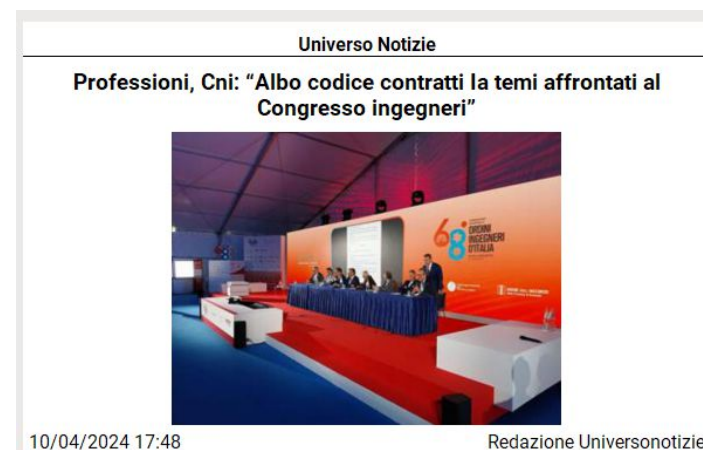 Universo Notizie
Professioni, Cni: “Albo codice contratti Ia temi affrontati al
Congresso ingegneri”
68°
ORDINI
INGEGNERI
D'ITALIA
10/04/2024 17:48
Redazione Universonotizie